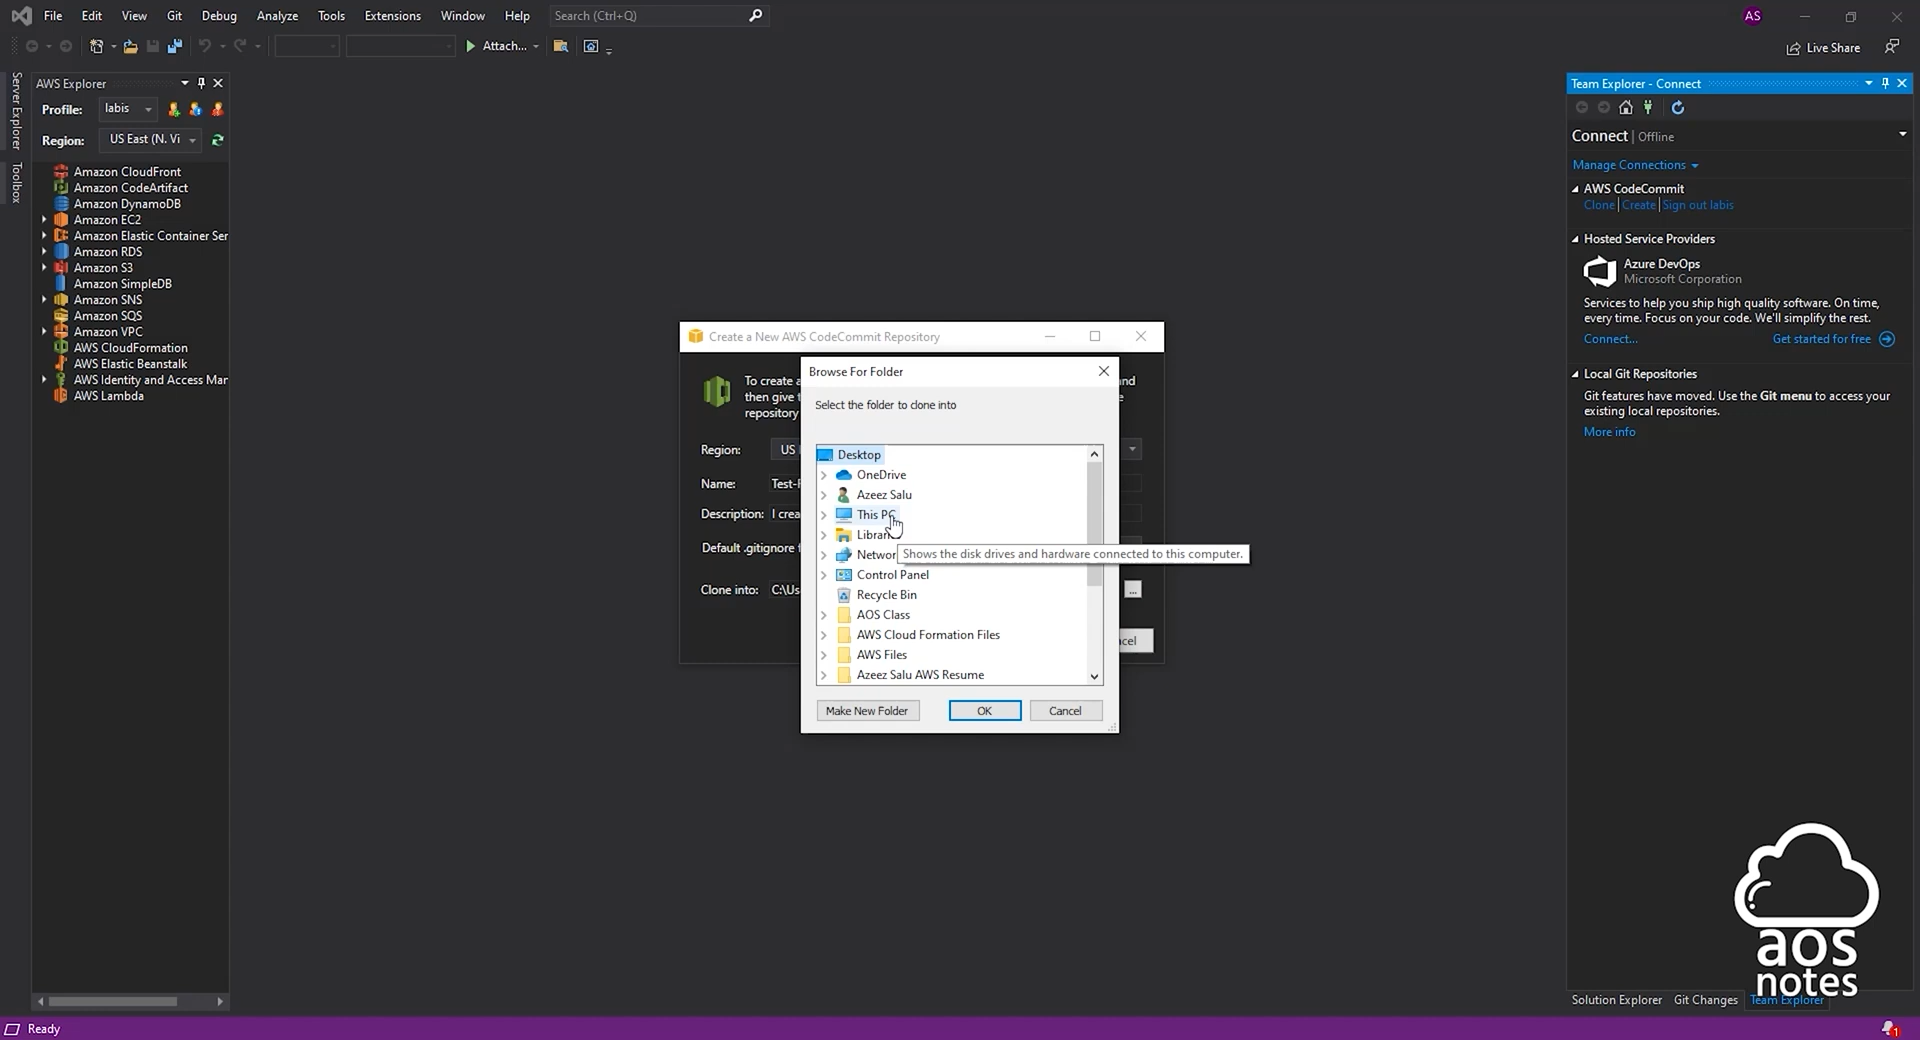 File Edit View Git Debug Analyze Tools Extensions Window Help Search (Ctrl+Q) AS
Attach... Live Share
Server Explorer
Toolbox
AWS Explorer
Profile: labis
Region: US East (N. Vi
Amazon CloudFront
Amazon CodeArtifact
Amazon DynamoDB
Amazon EC2
Amazon Elastic Container Ser
Amazon RDS
Amazon S3
Amazon SimpleDB
Amazon SNS
Amazon SQS
Amazon VPC
AWS CloudFormation
AWS Elastic Beanstalk
AWS Identity and Access Mar
AWS Lambda
Create a New AWS CodeCommit Repository
To create a
then give t
repository
Region: US
Name: Test-
Description: I crea
Default .gitignore f
Clone into: C:\Us
...
Browse For Folder
Select the folder to clone into
Desktop
OneDrive
Azeez Salu
This PC
Librar
Networ
Shows the disk drives and hardware connected to this computer.
Control Panel
Recycle Bin
AOS Class
AWS Cloud Formation Files
AWS Files
Azeez Salu AWS Resume
Make New Folder OK Cancel
Team Explorer - Connect
Connect | Offline
Manage Connections
AWS CodeCommit
Clone | Create | Sign out labis
Hosted Service Providers
Azure DevOps
Microsoft Corporation
Services to help you ship high quality software. On time,
every time. Focus on your code. We'll simplify the rest.
Connect... Get started for free
Local Git Repositories
Git features have moved. Use the Git menu to access your
existing local repositories.
More info
aos
notes
Solution Explorer Git Changes Team Explorer
Ready 1